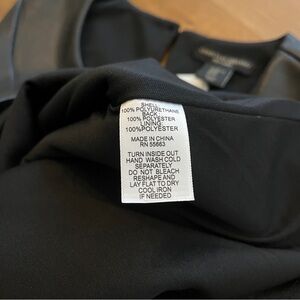 SHELL
100% POLYURETHANE
BACK
100% POLYESTER
LINING:
100%POLYESTER
MADE IN CHINA
RN 55663
TURN INSIDE OUT
HAND WASH COLD
SEPARATELY
DO NOT BLEACH
RESHAPE AND
LAY FLAT TO DRY
COOL IRON
IF NEEDED